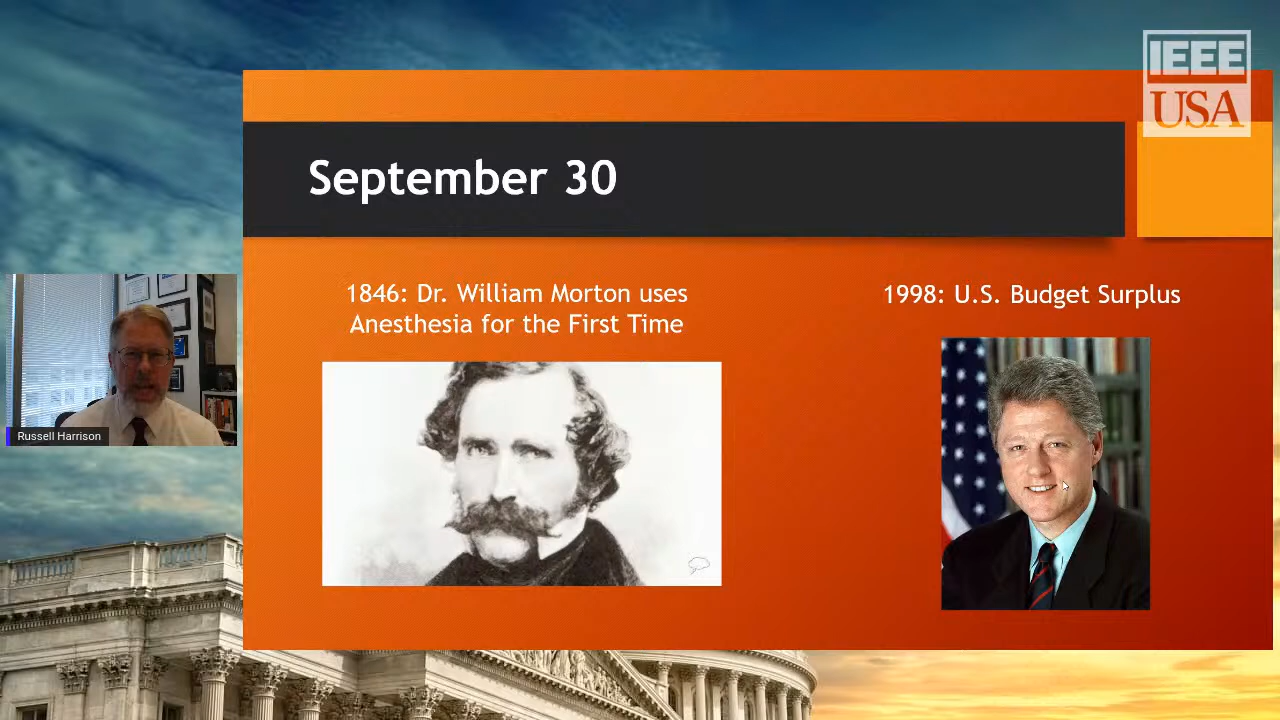 IEEE
USA
September 30
1846: Dr. William Morton uses
Anesthesia for the First Time
1998: U.S. Budget Surplus
Russell Harrison